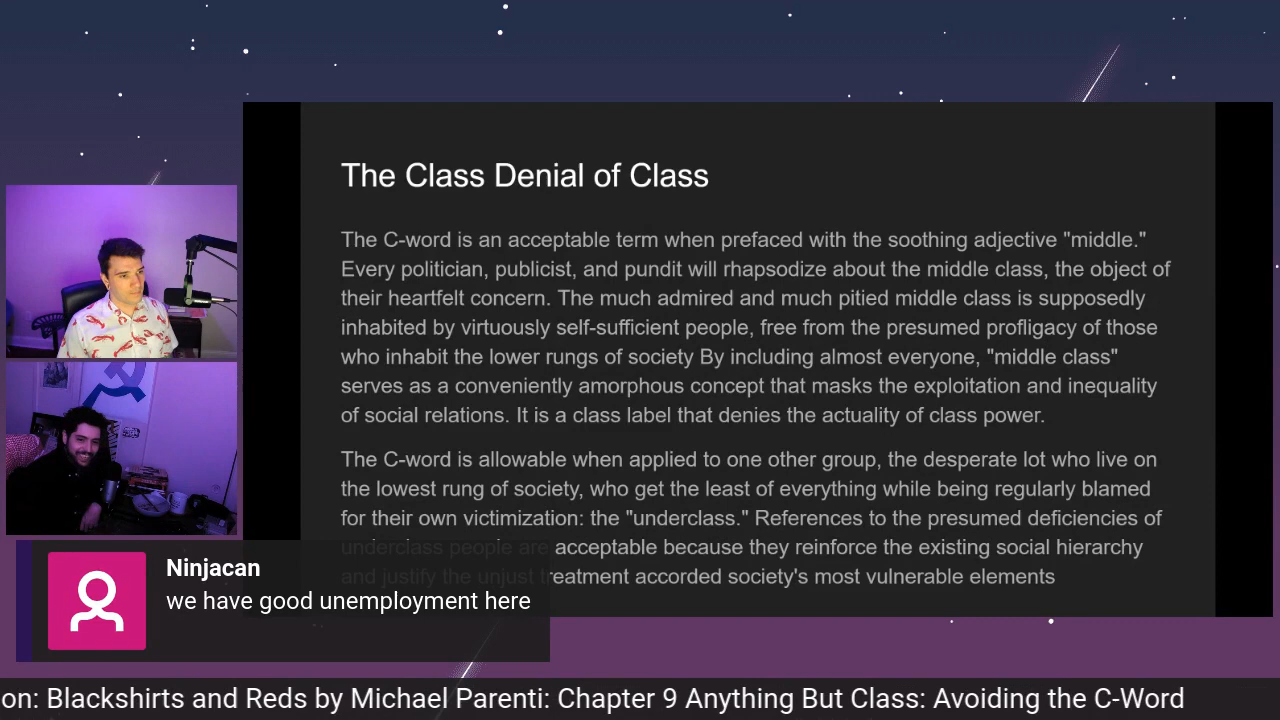 The Class Denial of Class
The C-word is an acceptable term when prefaced with the soothing adjective "middle."
Every politician, publicist, and pundit will rhapsodize about the middle class, the object of
their heartfelt concern. The much admired and much pitied middle class is supposedly
inhabited by virtuously self-sufficient people, free from the presumed profligacy of those
who inhabit the lower rungs of society By including almost everyone, "middle class"
serves as a conveniently amorphous concept that masks the exploitation and inequality
of social relations. It is a class label that denies the actuality of class power.
The C-word is allowable when applied to one other group, the desperate lot who live on
the lowest rung of society, who get the least of everything while being regularly blamed
for their own victimization: the "underclass." References to the presumed deficiencies of
underclass people are acceptable because they reinforce the existing social hierarchy
and justify the unjust treatment accorded society's most vulnerable elements
Ninjacan
we have good unemployment here
on: Blackshirts and Reds by Michael Parenti: Chapter 9 Anything But Class: Avoiding the C-Word